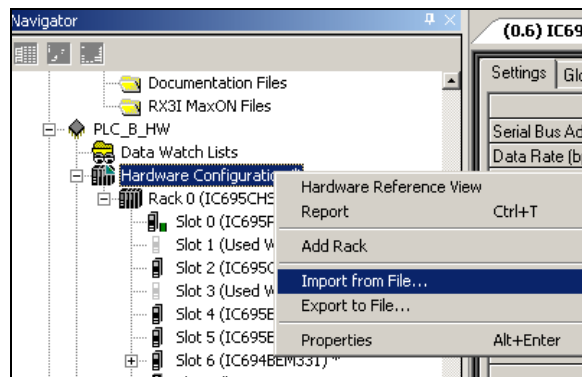 Navigator
(0.6) IC69
Documentation Files
Settings Glo
RX3I MaxON Files
PLC_B_HW
Serial Bus Ad
Data Watch Lists
Data Rate (b
Hardware Configuratio
Hardware Reference View
Rack 0 (IC695CHS
Report Ctrl+T
Slot 0 (IC695P
Slot 1 (Used W
Add Rack
Slot 2 (IC695C
Import from File...
Slot 3 (Used W
Export to File...
Slot 4 (IC695E
Slot 5 (IC695E
Properties Alt+Enter
Slot 6 (IC694BEM331) *